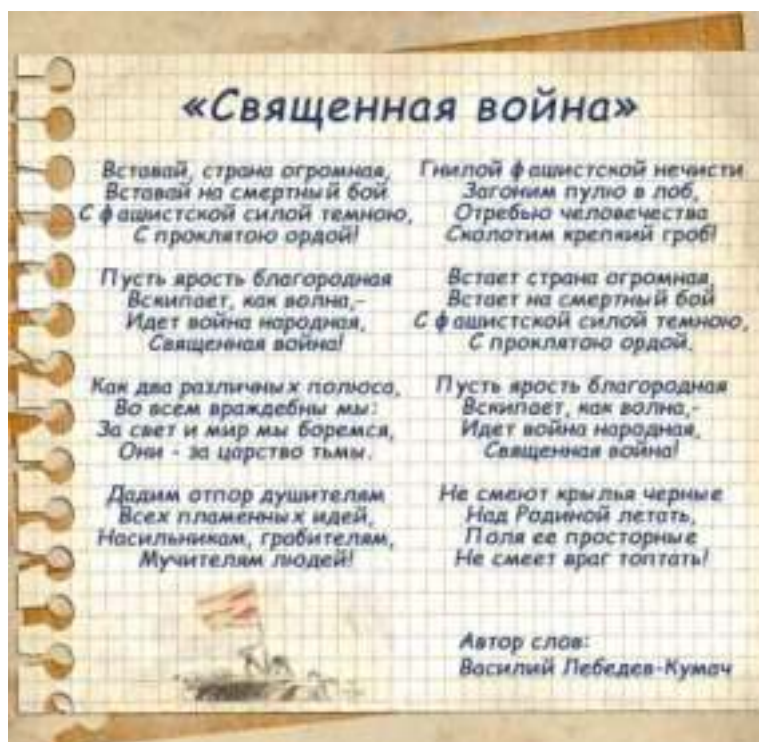 «Священная война»
Вставай, страна огромная,
Вставай на смертный бой
С фашистской силой темною,
С проклятою ордой!
Пусть ярость благородная
Вскипает, как волна,-
Идет война народная,
Священная война!
Как два различных полюса,
Во всем враждебны мы:
За свет и мир мы боремся,
Они - за царство тьмы.
Дадим отпор душителям
Всех пламенных идей,
Насильникам, грабителям,
Мучителям людей!
Гнилой фашистской нечисти
Загоним пулю в лоб,
Отребью человечества
Сколотим крепкий гроб!
Встает страна огромная,
Встает на смертный бой
С фашистской силой темною,
С проклятою ордой.
Пусть ярость благородная
Вскипает, как волна,-
Идет война народная,
Священная война!
Не смеют крылья черные
Над Родиной летать,
Поля ее просторные
Не смеет враг топтать!
Автор слов:
Василий Лебедев-Кумач